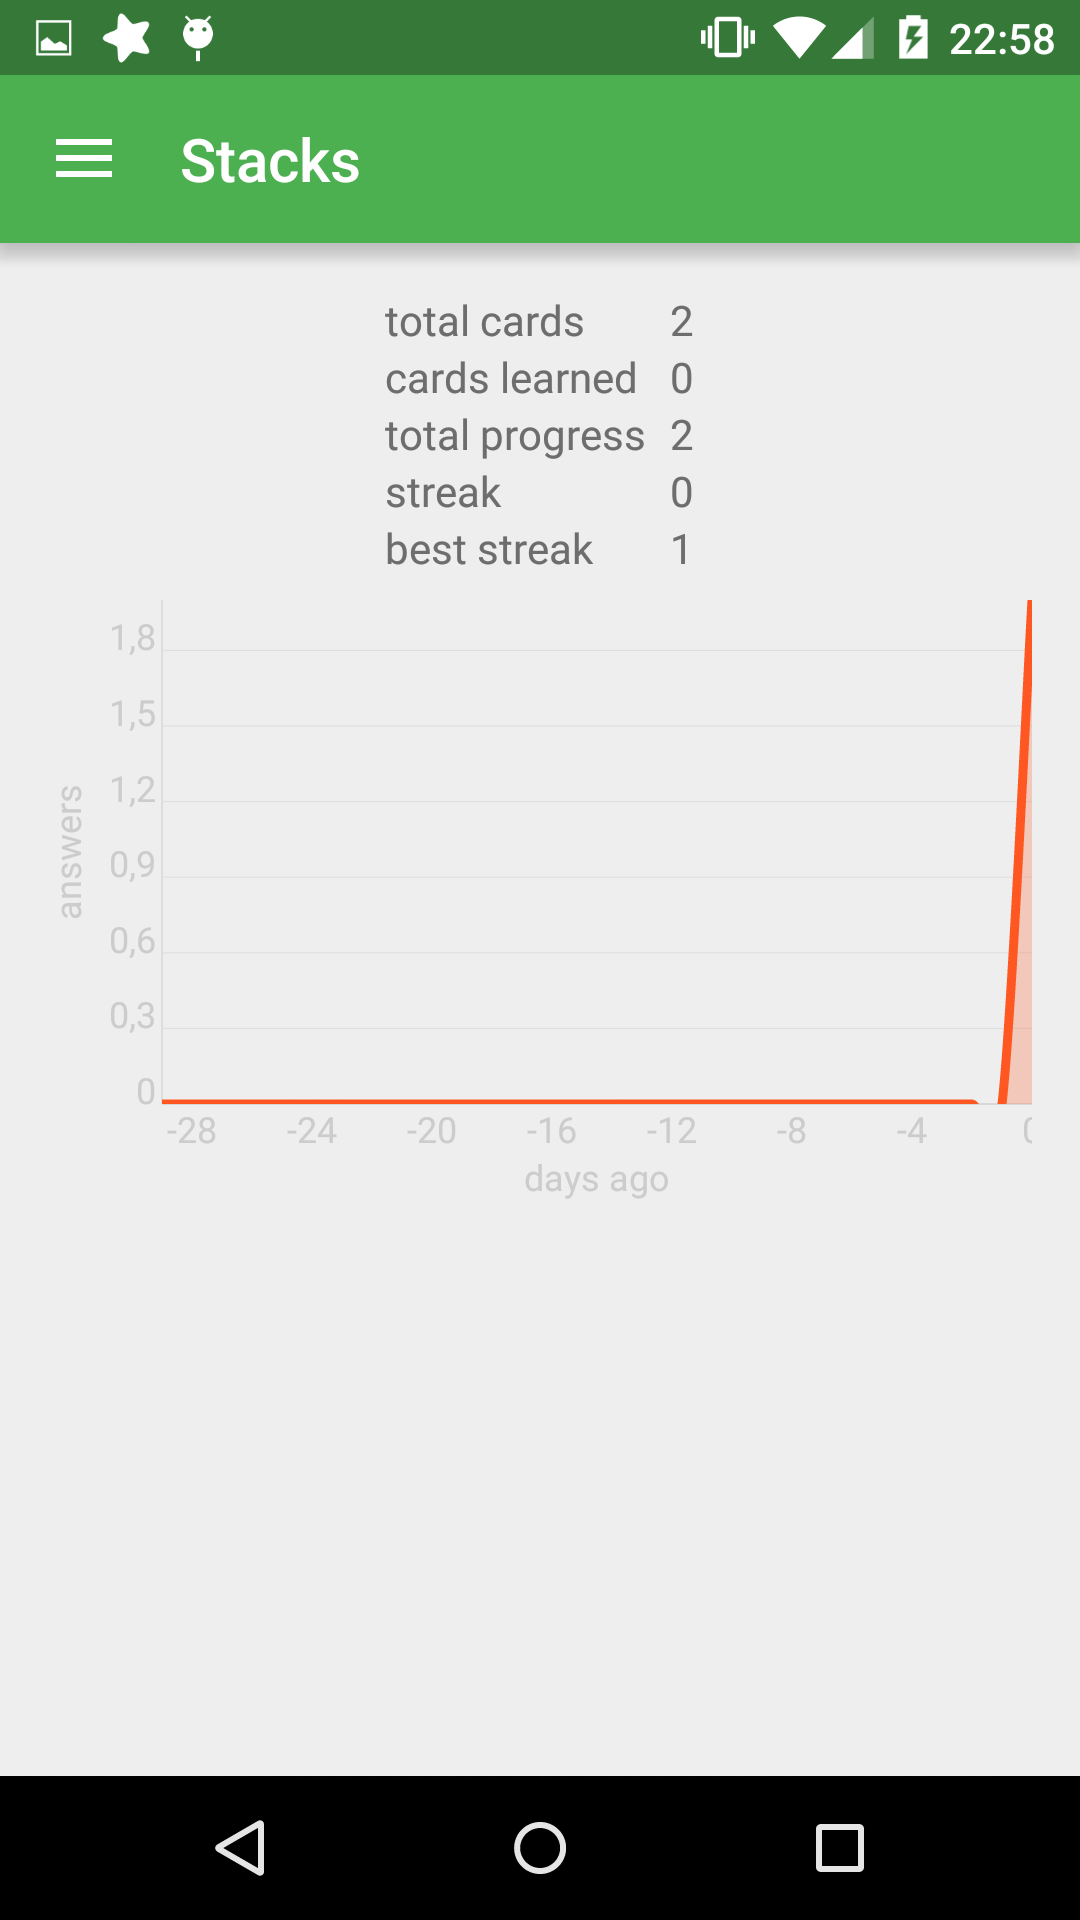 22:58
Stacks
total cards 2
cards learned 0
total progress 2
streak 0
best streak 1
1,8
1,5
1,2
0,9
0,6
0,3
0
answers
-28 -24 -20 -16 -12 -8 -4 0
days ago